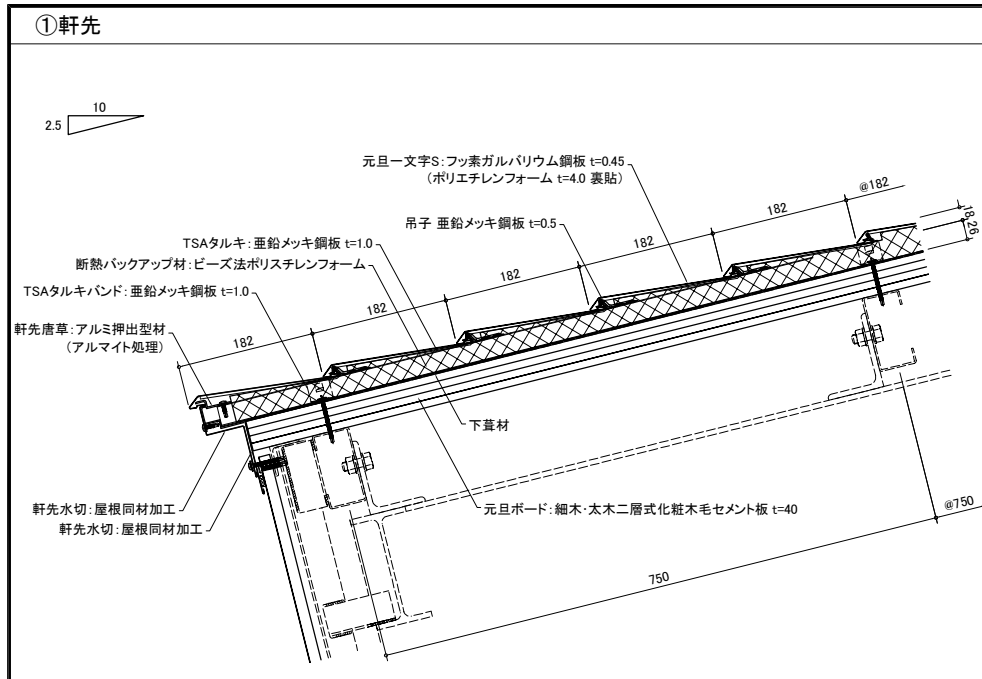 ①軒先
10
2.5
元旦一文字S：フッ素ガルバリウム鋼板 t=0.45
（ポリエチレンフォーム t=4.0 裏貼）
@182
182
182
18,26
吊子 亜鉛メッキ鋼板 t=0.5
182
TSAタルキ：亜鉛メッキ鋼板 t=1.0
断熱バックアップ材：ビーズ法ポリスチレンフォーム
182
TSAタルキバンド：亜鉛メッキ鋼板 t=1.0
182
軒先唐草：アルミ押出型材
（アルマイト処理）
182
下葺材
軒先水切：屋根同材加工
元旦ボード：細木・太木二層式化粧木毛セメント板 t=40
軒先水切：屋根同材加工
@750
750